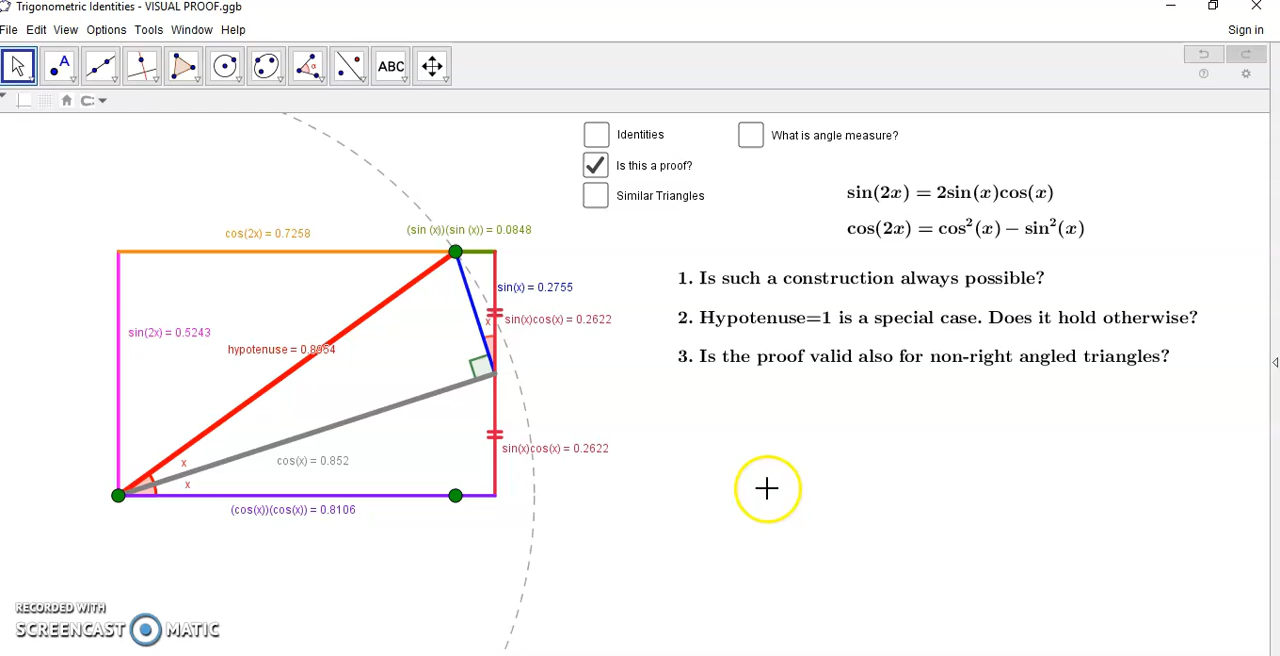 Trigonometric Identities - VISUAL PROOF.ggb
File Edit View Options Tools Window Help
Sign in
A
α
ABC
Identities
What is angle measure?
Is this a proof?
Similar Triangles
sin(2x) = 2sin(x)cos(x)
cos(2x) = cos²(x) − sin²(x)
1. Is such a construction always possible?
2. Hypotenuse=1 is a special case. Does it hold otherwise?
3. Is the proof valid also for non-right angled triangles?
cos(2x) = 0.7258
(sin (x))(sin (x)) = 0.0848
sin(x) = 0.2755
x
sin(x)cos(x) = 0.2622
sin(2x) = 0.5243
hypotenuse = 0.8954
sin(x)cos(x) = 0.2622
cos(x) = 0.852
x
x
(cos(x))(cos(x)) = 0.8106
RECORDED WITH
SCREENCAST MATIC